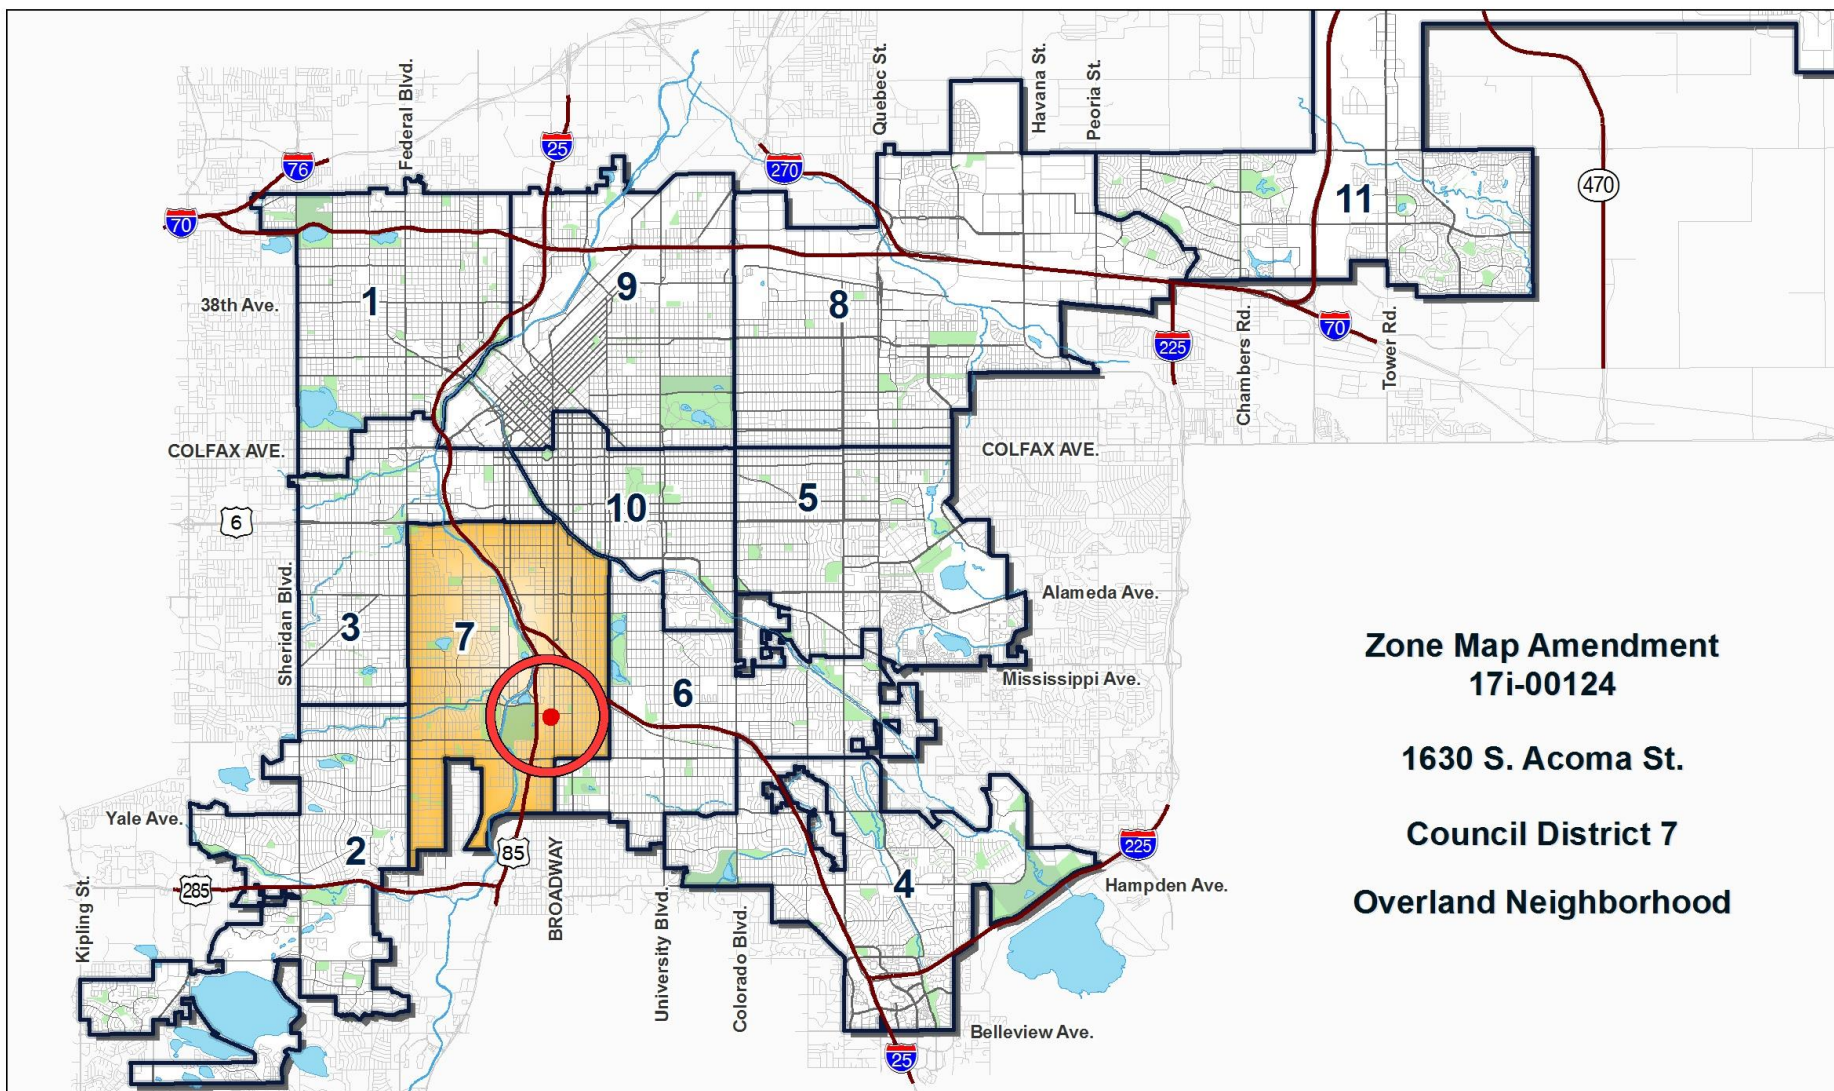 Federal Blvd.
Quebec St.
Havana St.
Peoria St.
25
76
270
470
70
11
9
38th Ave.
1
8
225
Chambers Rd.
70
Tower Rd.
COLFAX AVE.
COLFAX AVE.
10
5
6
Sheridan Blvd.
Alameda Ave.
3
7
Mississippi Ave.
6
Zone Map Amendment
17i-00124
1630 S. Acoma St.
Yale Ave.
Council District 7
2
85
225
285
4
Hampden Ave.
Kipling St.
BROADWAY
University Blvd.
Colorado Blvd.
Overland Neighborhood
Belleview Ave.
25